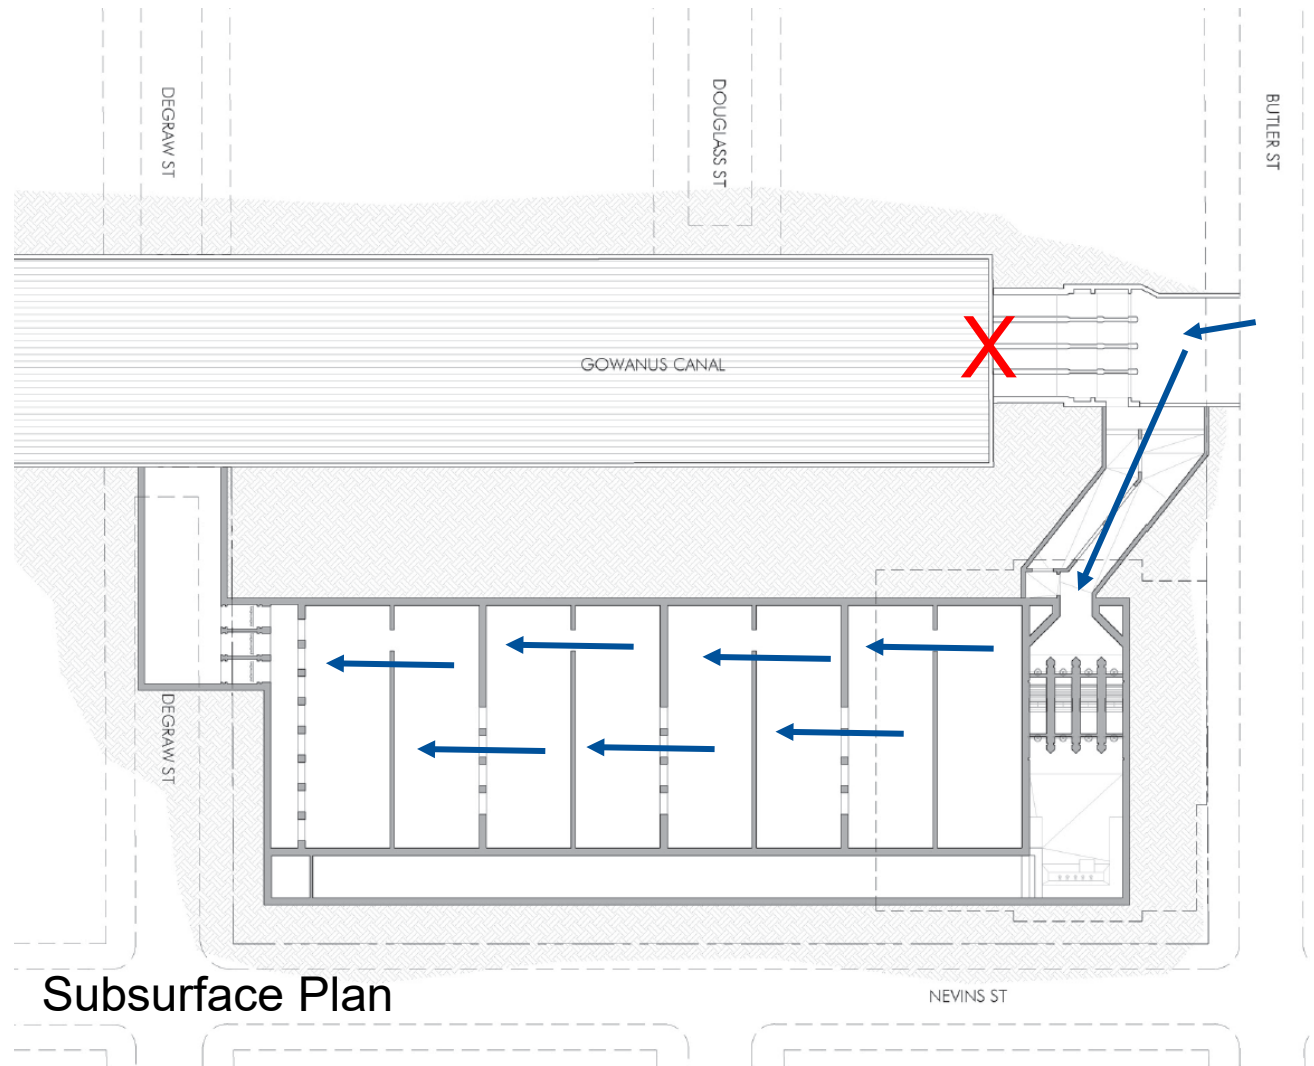 DEGRAW ST
DOUGLASS ST
BUTLER ST
GOWANUS CANAL
X
DEGRAW ST
Subsurface Plan
NEVINS ST